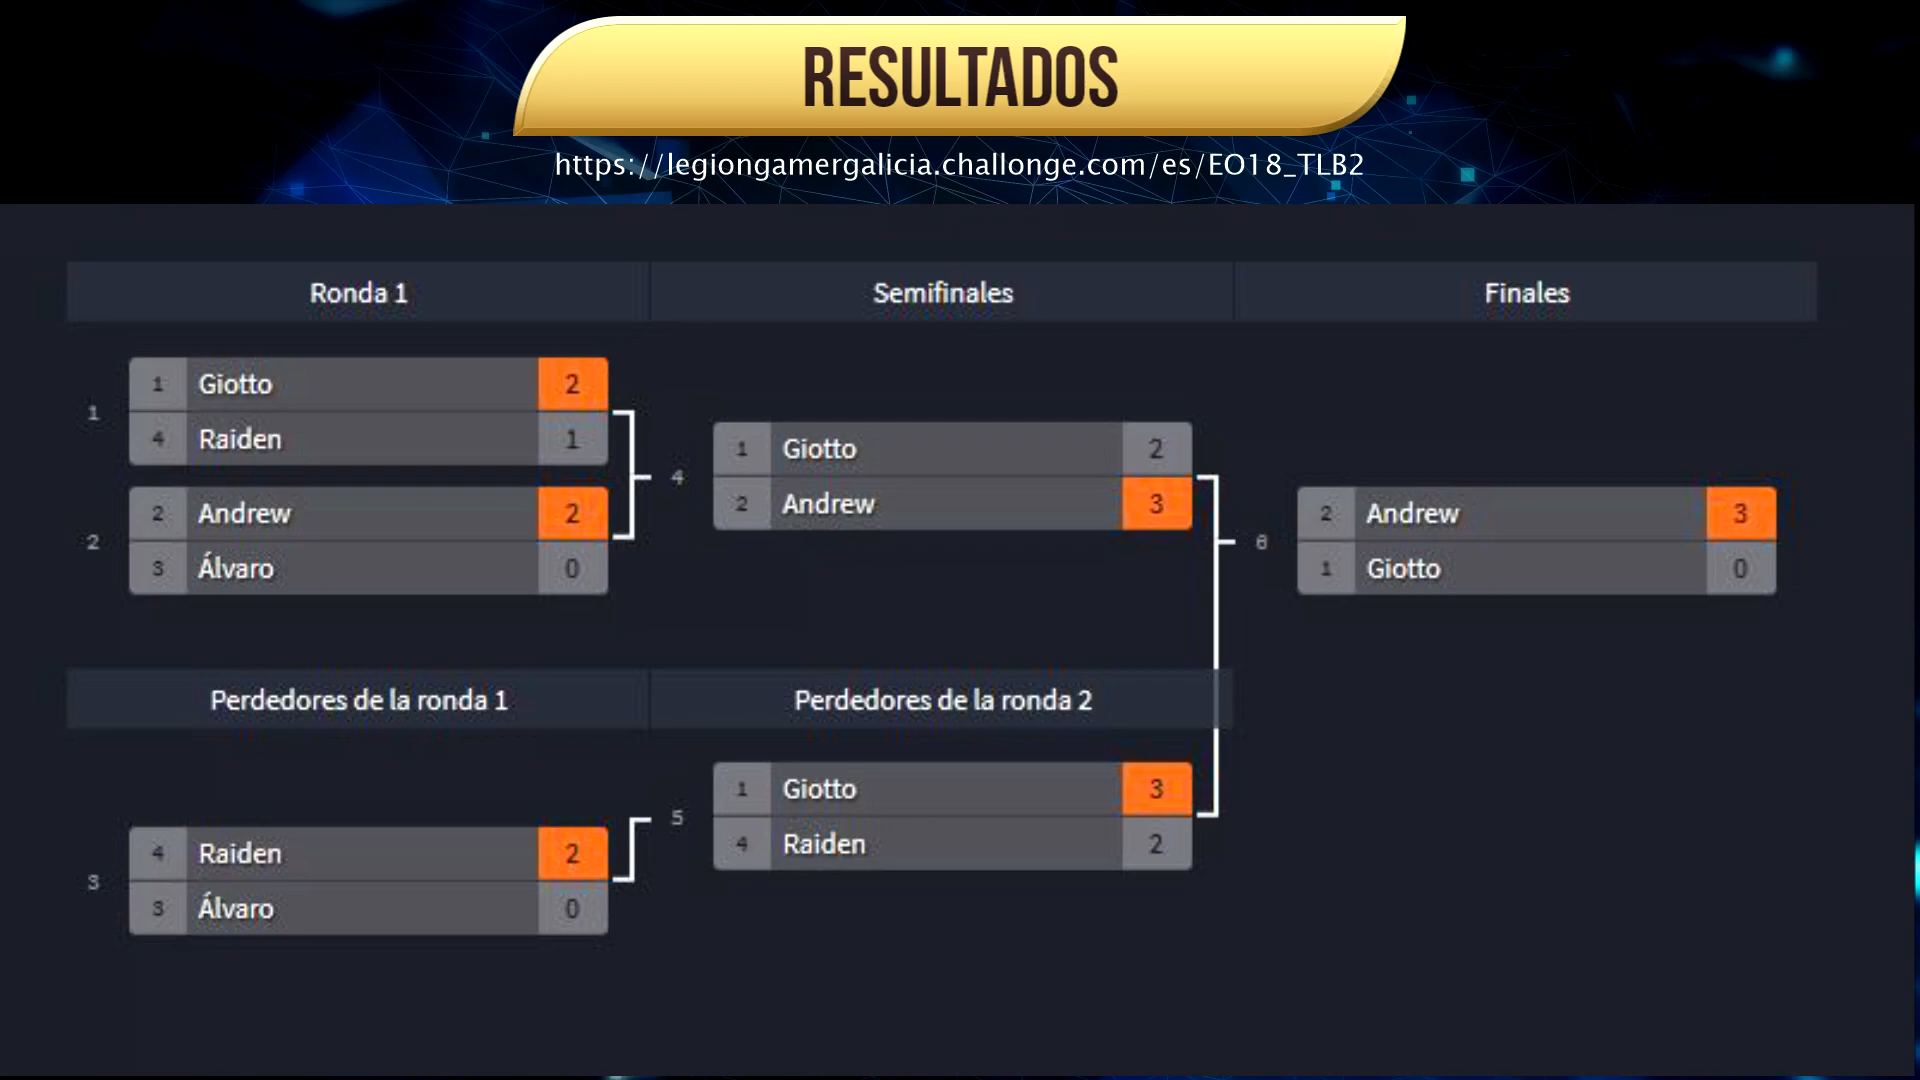 RESULTADOS
https://legiongamergalicia.challonge.com/es/EO18_TLB2
Ronda 1
Semifinales
Finales
1
1 Giotto 2
4 Raiden 1
2
2 Andrew 2
3 Álvaro 0
4
1 Giotto 2
2 Andrew 3
6
2 Andrew 3
1 Giotto 0
Perdedores de la ronda 1
Perdedores de la ronda 2
3
4 Raiden 2
3 Álvaro 0
5
1 Giotto 3
4 Raiden 2